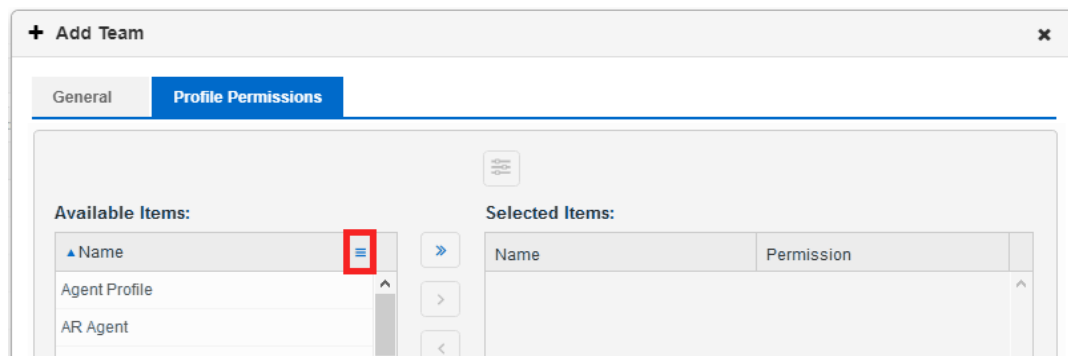 Add Team
General
Profile Permissions
Available Items:
Selected Items:
Name
Name
Permission
Agent Profile
AR Agent